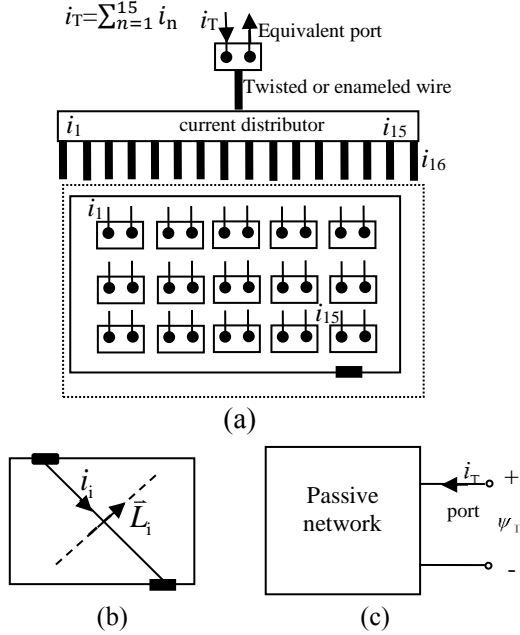 i_T=∑_{n=1}^{15} i_n
i_T
Equivalent port
Twisted or enameled wire
i_1 current distributor i_15
i_16
i_1
i_15
(a)
i_i
L⃗_i
(b)
Passive
network
i_T
port
+
ψ_T
-
(c)